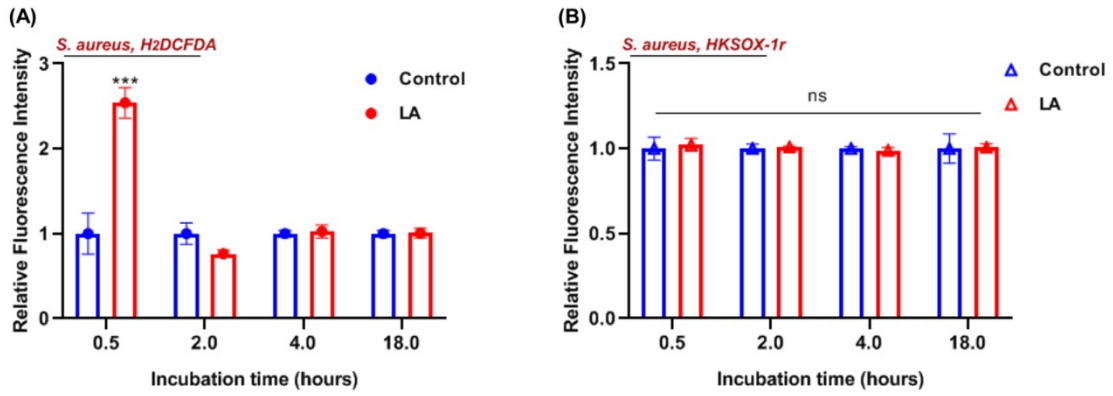 (A)
S. aureus, H2DCFDA
Relative Fluorescence Intensity
3
2
1
0
***
Control
LA
0.5 2.0 4.0 18.0
Incubation time (hours)
(B)
S. aureus, HKSOX-1r
Relative Fluorescence Intensity
1.5
1.0
0.5
0.0
ns
Control
LA
0.5 2.0 4.0 18.0
Incubation time (hours)